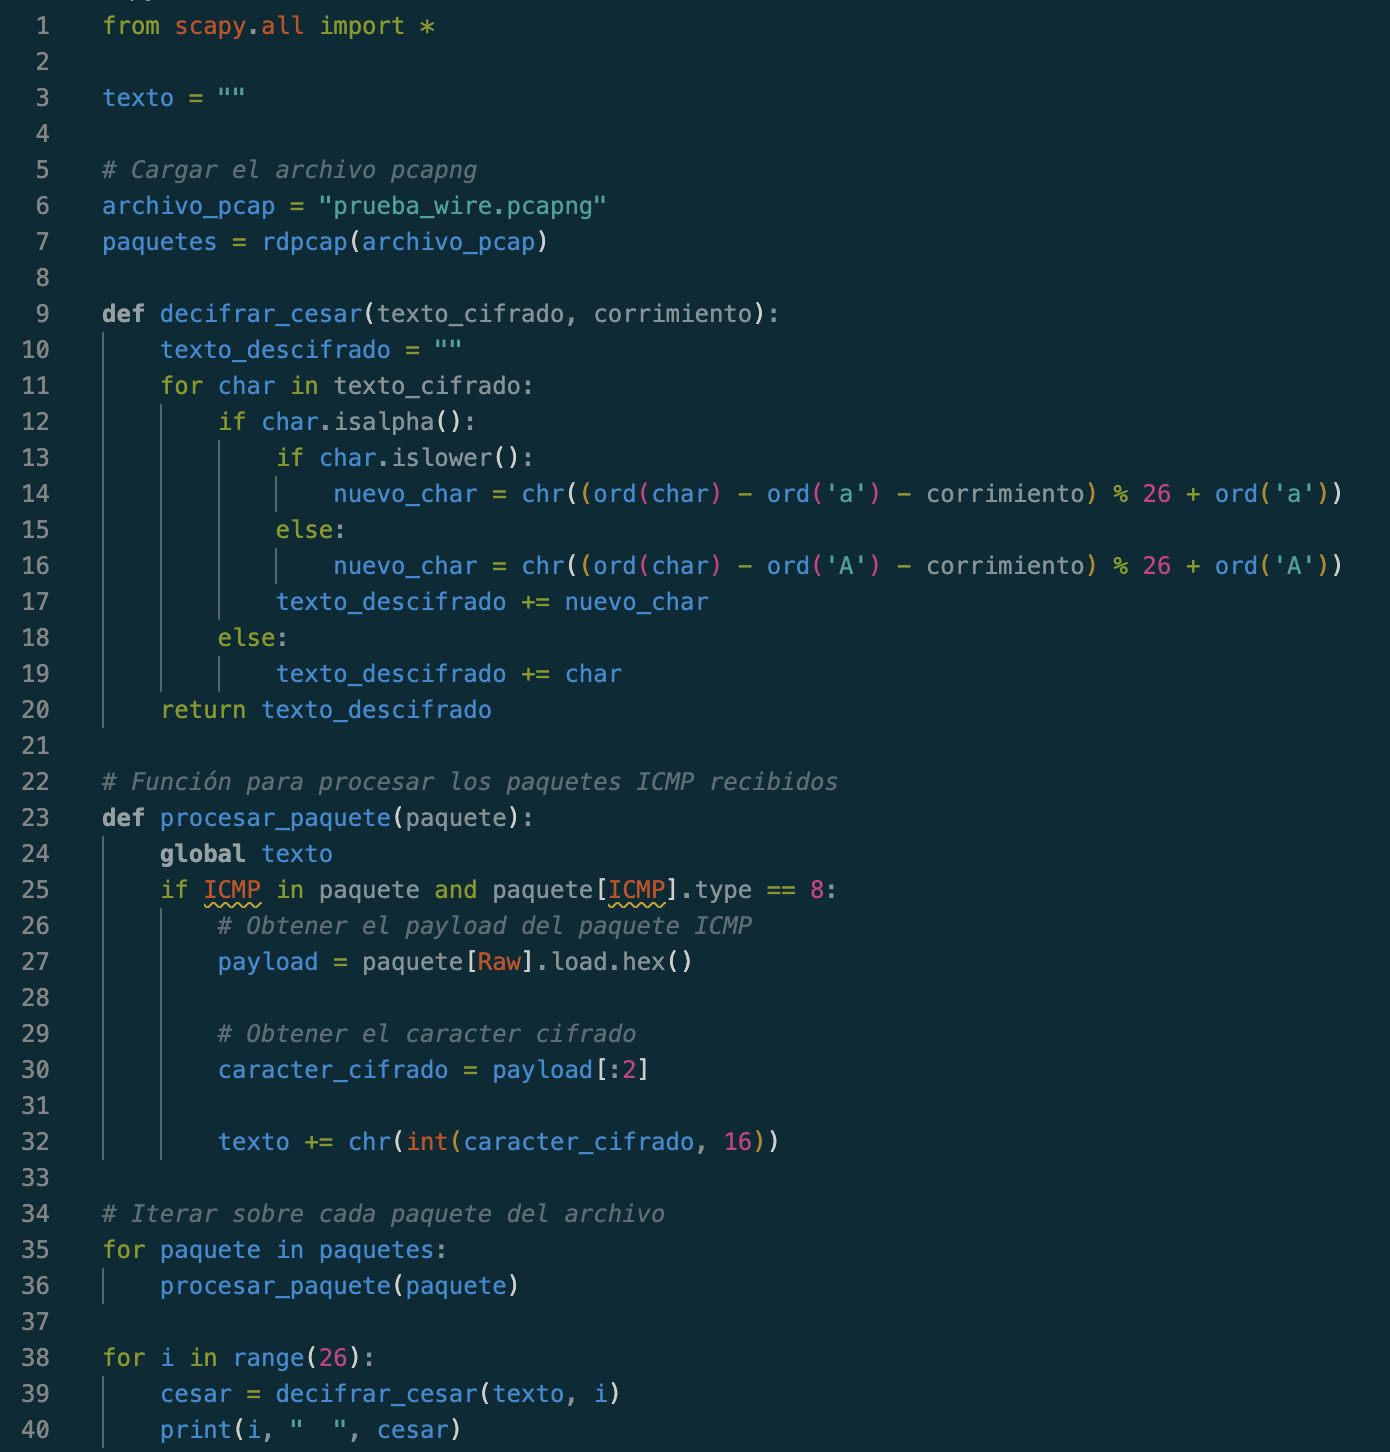 1 from scapy.all import *
2
3 texto = ""
4
5 # Cargar el archivo pcapng
6 archivo_pcap = "prueba_wire.pcapng"
7 paquetes = rdpcap(archivo_pcap)
8
9 def decifrar_cesar(texto_cifrado, corrimiento):
10     texto_descifrado = ""
11     for char in texto_cifrado:
12         if char.isalpha():
13             if char.islower():
14                 nuevo_char = chr((ord(char) - ord('a') - corrimiento) % 26 + ord('a'))
15             else:
16                 nuevo_char = chr((ord(char) - ord('A') - corrimiento) % 26 + ord('A'))
17             texto_descifrado += nuevo_char
18         else:
19             texto_descifrado += char
20     return texto_descifrado
21
22 # Función para procesar los paquetes ICMP recibidos
23 def procesar_paquete(paquete):
24     global texto
25     if ICMP in paquete and paquete[ICMP].type == 8:
26         # Obtener el payload del paquete ICMP
27         payload = paquete[Raw].load.hex()
28
29         # Obtener el caracter cifrado
30         caracter_cifrado = payload[:2]
31
32         texto += chr(int(caracter_cifrado, 16))
33
34 # Iterar sobre cada paquete del archivo
35 for paquete in paquetes:
36     procesar_paquete(paquete)
37
38 for i in range(26):
39     cesar = decifrar_cesar(texto, i)
40     print(i, "  ", cesar)